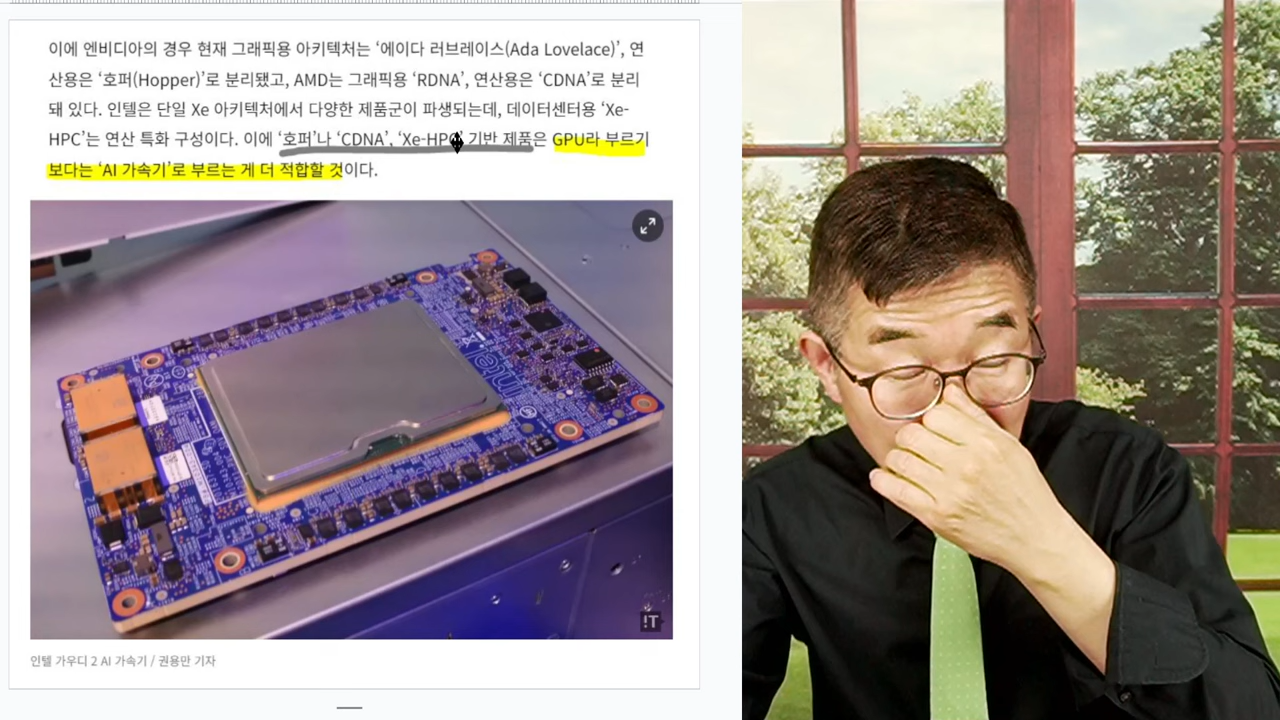 이에 엔비디아의 경우 현재 그래픽용 아키텍처는 ‘에이다 러브레이스(Ada Lovelace)’, 연
산용은 ‘호퍼(Hopper)’로 분리됐고, AMD는 그래픽용 ‘RDNA’, 연산용은 ‘CDNA’로 분리
돼 있다. 인텔은 단일 Xe 아키텍처에서 다양한 제품군이 파생되는데, 데이터센터용 ‘Xe-
HPC’는 연산 특화 구성이다. 이에 ‘호퍼’나 ‘CDNA’, ‘Xe-HPC’ 기반 제품은 GPU라 부르기
보다는 ‘AI 가속기’로 부르는 게 더 적합할 것이다.
intel
IT
인텔 가우디 2 AI 가속기 / 권용만 기자